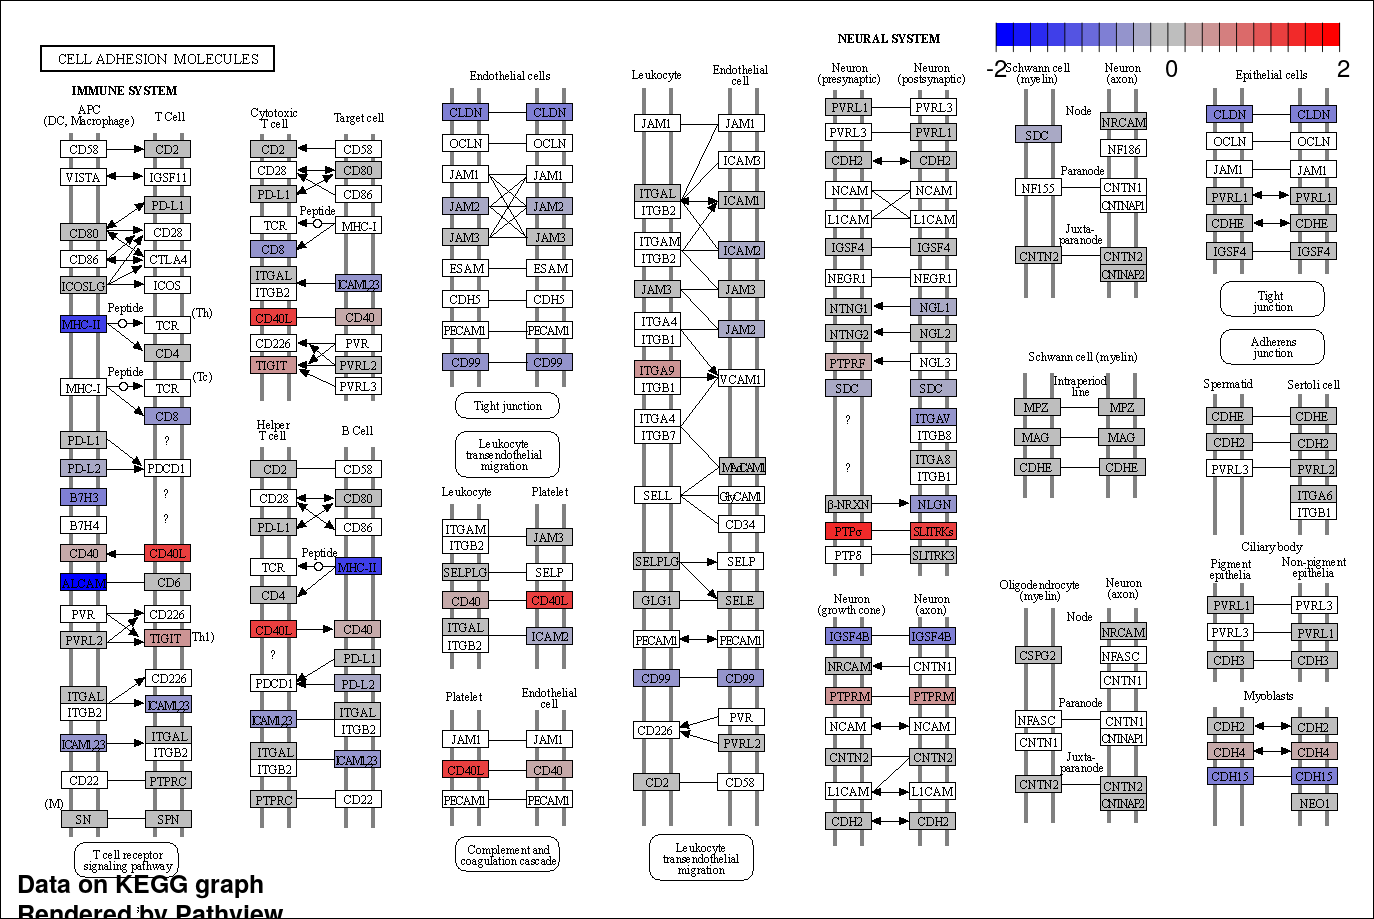 CELL ADHESION MOLECULES
NEURAL SYSTEM
-2
0
2
IMMUNE SYSTEM
APC
(DC, Macrophage)
T Cell
CD58
CD2
VISTA
IGSF11
PD-L1
CD80
CD28
CD86
CTLA4
ICOSLG
ICOS
Peptide
MHC-II
TCR
(Th)
CD4
Peptide
MHC-I
TCR
(Tc)
CD8
PD-L1
?
PD-L2
PDCD1
B7H3
?
B7H4
?
CD40
CD40L
ALCAM
CD6
PVR
CD226
PVRL2
TIGIT
Th1)
CD226
ITGAL
ITGB2
ICAM1,2,3
ICAM1,2,3
ITGAL
ITGB2
CD22
PTPRC
(M)
SN
SPN
T cell receptor
signaling pathway
Data on KEGG graph
Rendered by Pathview
Cytotoxic
T cell
Target cell
CD2
CD58
CD28
CD80
PD-L1
CD86
Peptide
TCR
MHC-I
CD8
ITGAL
ITGB2
ICAM1,2,3
CD40L
CD40
CD226
PVR
TIGIT
PVRL2
PVRL3
Helper
T cell
B Cell
CD2
CD58
CD28
CD80
PD-L1
CD86
Peptide
TCR
MHC-II
CD4
CD40L
CD40
?
PD-L1
PDCD1
PD-L2
ICAM1,2,3
ITGAL
ITGB2
ITGAL
ITGB2
ICAM1,2,3
PTPRC
CD22
Endothelial cells
CLDN
CLDN
OCLN
OCLN
JAM1
JAM1
JAM2
JAM2
JAM3
JAM3
ESAM
ESAM
CDH5
CDH5
PECAM1
PECAM1
CD99
CD99
Tight junction
Leukocyte
transendothelial
migration
Leukocyte
Platelet
ITGAM
ITGB2
JAM3
SELPLG
SELP
CD40
CD40L
ITGAL
ITGB2
ICAM2
Platelet
Endothelial
cell
JAM1
JAM1
CD40L
CD40
PECAM1
PECAM1
Complement and
coagulation cascade
Leukocyte
Endothelial
cell
JAM1
JAM1
ICAM3
ITGAL
ITGB2
ICAM1
ITGAM
ITGB2
ICAM2
JAM3
JAM3
ITGA4
ITGB1
JAM2
ITGA9
ITGB1
VCAM1
ITGA4
ITGB7
MAdCAM1
SELL
GlyCAM1
CD34
SELPLG
SELP
GLG1
SELE
PECAM1
PECAM1
CD99
CD99
PVR
CD226
PVRL2
CD2
CD58
Leukocyte
transendothelial
migration
Neuron
(presynaptic)
Neuron
(postsynaptic)
PVRL1
PVRL3
PVRL3
PVRL1
CDH2
CDH2
NCAM
NCAM
L1CAM
L1CAM
IGSF4
IGSF4
NEGR1
NEGR1
NTNG1
NGL1
NTNG2
NGL2
PTPRF
NGL3
SDC
SDC
?
ITGAV
ITGB8
?
ITGA8
ITGB1
β-NRXN
NLGN
PTPσ
SLITRKs
PTPδ
SLITRK3
Neuron
(growth cone)
Neuron
(axon)
IGSF4B
IGSF4B
NRCAM
CNTN1
PTPRM
PTPRM
NCAM
NCAM
CNTN2
CNTN2
L1CAM
L1CAM
CDH2
CDH2
Schwann cell
(myelin)
Neuron
(axon)
Node
SDC
NRCAM
NF186
Paranode
NF155
CNTN1
CNTNAP1
Juxta-
paranode
CNTN2
CNTN2
CNTNAP2
Schwann cell (myelin)
Intraperiod
line
MPZ
MPZ
MAG
MAG
CDHE
CDHE
Oligodendrocyte
(myelin)
Neuron
(axon)
Node
NRCAM
CSPG2
NFASC
CNTN1
Paranode
NFASC
CNTN1
CNTN1
CNTNAP1
Juxta-
paranode
CNTN2
CNTN2
CNTNAP2
Epithelial cells
CLDN
CLDN
OCLN
OCLN
JAM1
JAM1
PVRL1
PVRL1
CDHE
CDHE
IGSF4
IGSF4
Tight
junction
Adherens
junction
Spermatid
Sertoli cell
CDHE
CDHE
CDH2
CDH2
PVRL3
PVRL2
ITGA6
ITGB1
Ciliary body
Pigment
epithelia
Non-pigment
epithelia
PVRL1
PVRL3
PVRL3
PVRL1
CDH3
CDH3
Myoblasts
CDH2
CDH2
CDH4
CDH4
CDH15
CDH15
NEO1